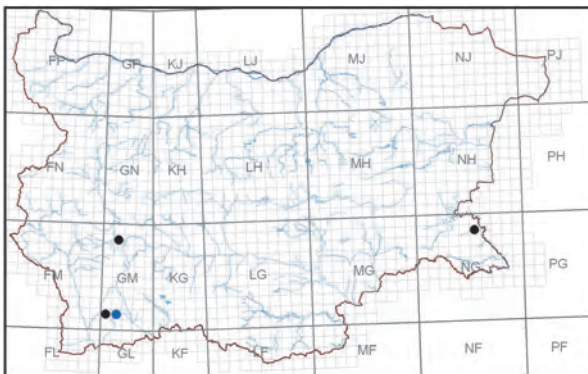 FP GP KJ LJ MJ NJ PJ
FN GN KH LH MH NH PH
FM GM KG LG MG NG PG
FL GL KF LF MF NF PF